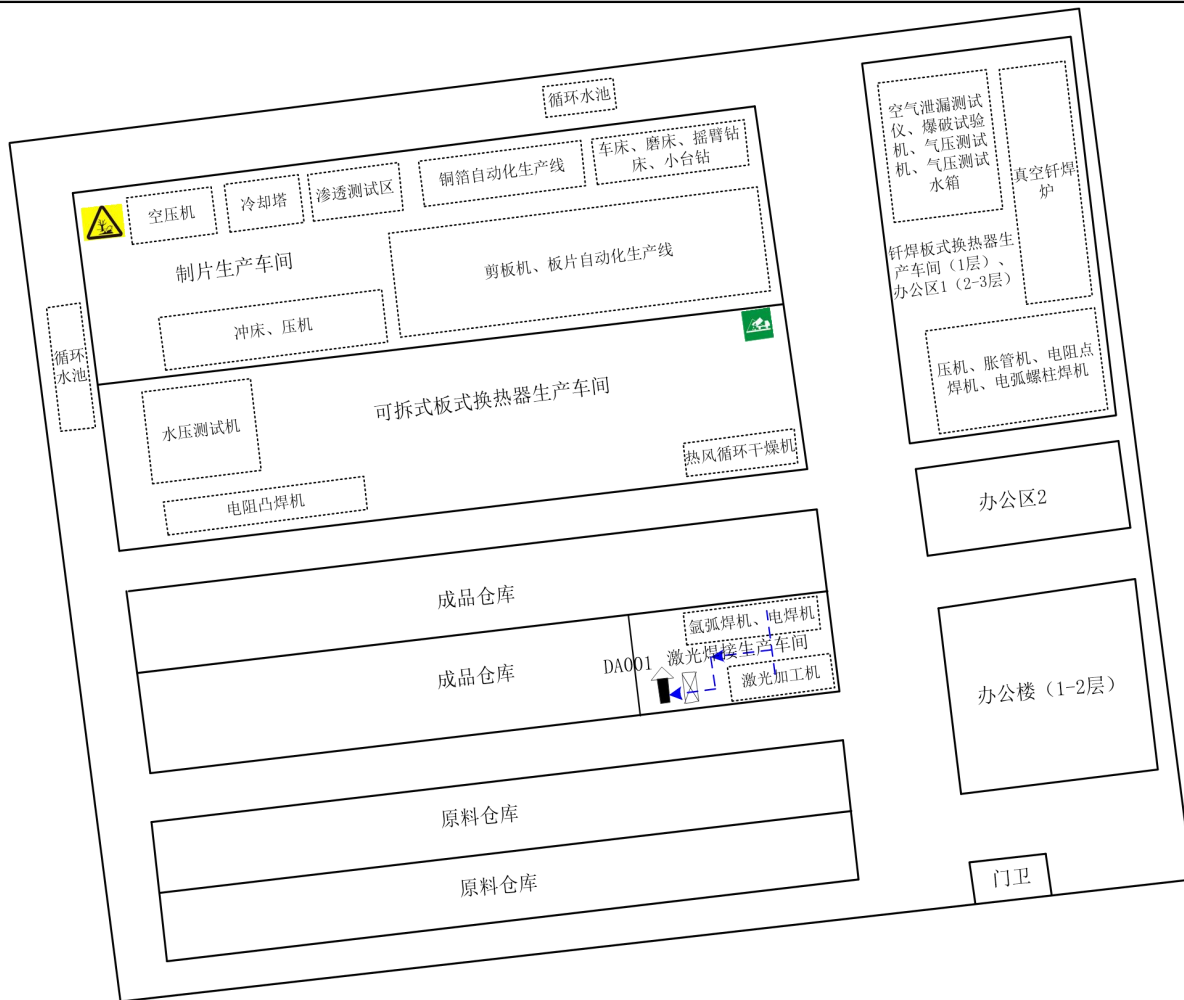 循环水池
空压机
冷却塔
渗透测试区
铜箔自动化生产线
车床、磨床、摇臂钻
床、小台钻
制片生产车间
剪板机、板片自动化生产线
冲床、压机
循环
水池
水压测试机
可拆式板式换热器生产车间
热风循环干燥机
电阻凸焊机
空气泄漏测试
仪、爆破试验
机、气压测试
机、气压测试
水箱
真空钎焊
炉
钎焊板式换热器生
产车间（1层）、
办公区1（2-3层）
压机、胀管机、电阻点
焊机、电弧螺柱焊机
办公区2
成品仓库
成品仓库
氩弧焊机、电焊机
DA001
激光焊接生产车间
激光加工机
办公楼（1-2层）
原料仓库
原料仓库
门卫